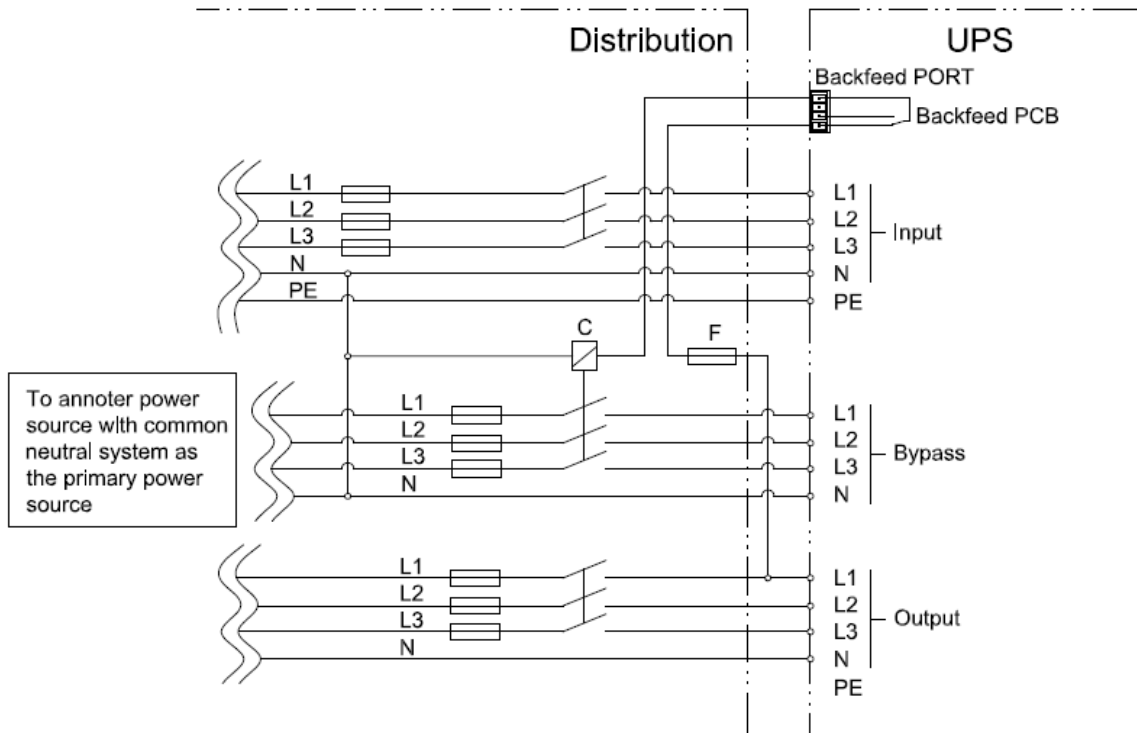 Distribution
UPS
Backfeed PORT
Backfeed PCB
L1
L2
L3
N
PE
L1
L2
L3
N
PE
Input
C
F
To annoter power
source with common
neutral system as
the primary power
source
L1
L2
L3
N
L1
L2
L3
N
Bypass
L1
L2
L3
N
L1
L2
L3
N
PE
Output